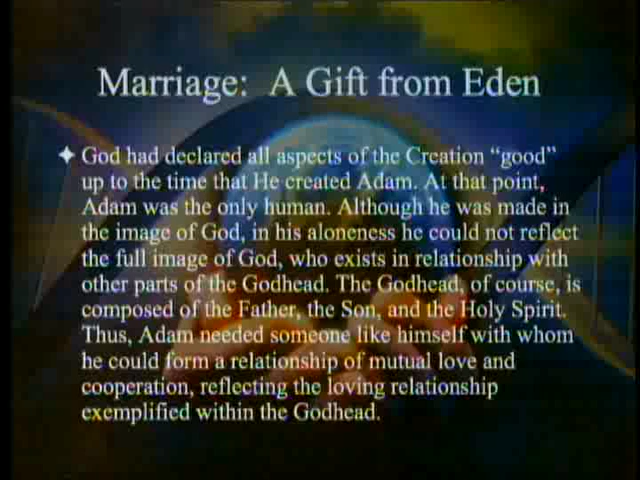 Marriage: A Gift from Eden
God had declared all aspects of the Creation “good”
up to the time that He created Adam. At that point,
Adam was the only human. Although he was made in
the image of God, in his aloneness he could not reflect
the full image of God, who exists in relationship with
other parts of the Godhead. The Godhead, of course, is
composed of the Father, the Son, and the Holy Spirit.
Thus, Adam needed someone like himself with whom
he could form a relationship of mutual love and
cooperation, reflecting the loving relationship
exemplified within the Godhead.